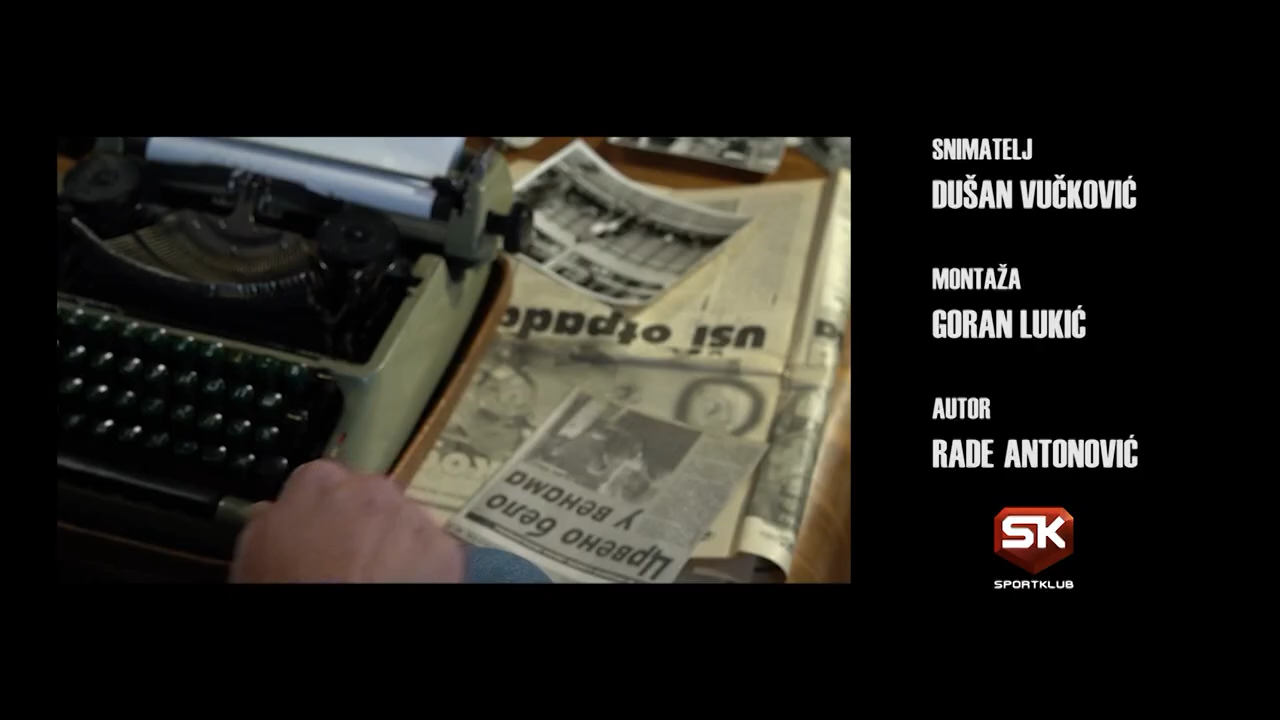 usi otpada
Црвено бело
у венама
SNIMATELJ
DUŠAN VUČKOVIĆ
MONTAŽA
GORAN LUKIĆ
AUTOR
RADE ANTONOVIĆ
SK
SPORTKLUB